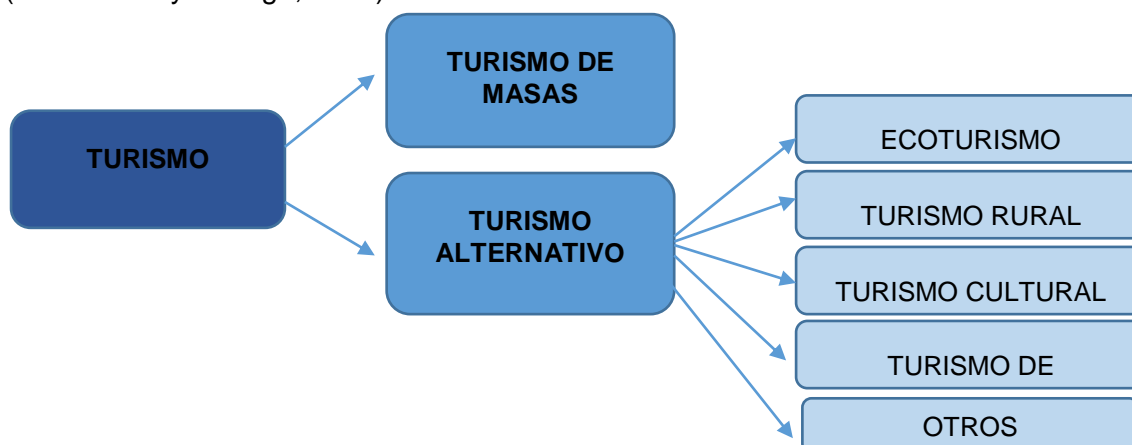 TURISMO DE
MASAS
TURISMO
TURISMO
ALTERNATIVO
ECOTURISMO
TURISMO RURAL
TURISMO CULTURAL
TURISMO DE
OTROS